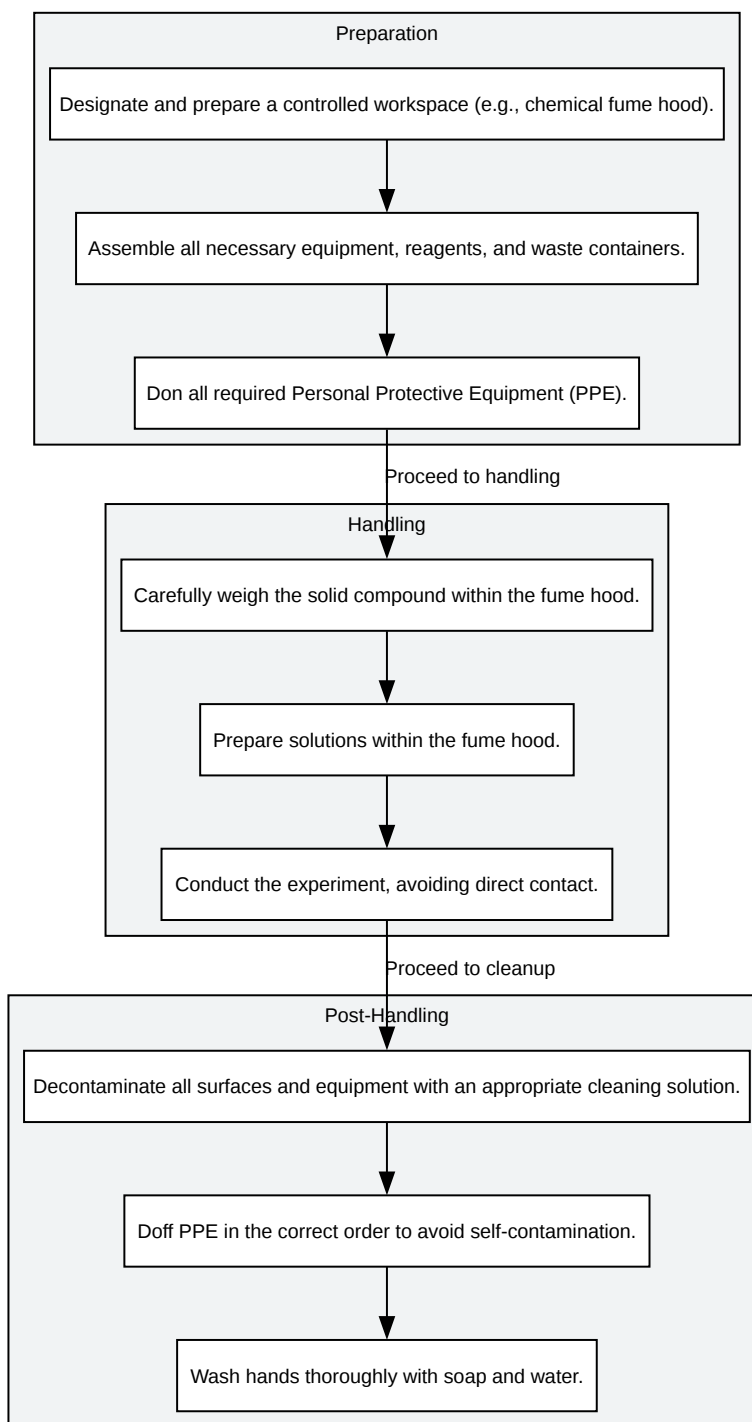 Preparation
Designate and prepare a controlled workspace (e.g., chemical fume hood).
Assemble all necessary equipment, reagents, and waste containers.
Don all required Personal Protective Equipment (PPE).
Proceed to handling
Handling
Carefully weigh the solid compound within the fume hood.
Prepare solutions within the fume hood.
Conduct the experiment, avoiding direct contact.
Proceed to cleanup
Post-Handling
Decontaminate all surfaces and equipment with an appropriate cleaning solution.
Doff PPE in the correct order to avoid self-contamination.
Wash hands thoroughly with soap and water.